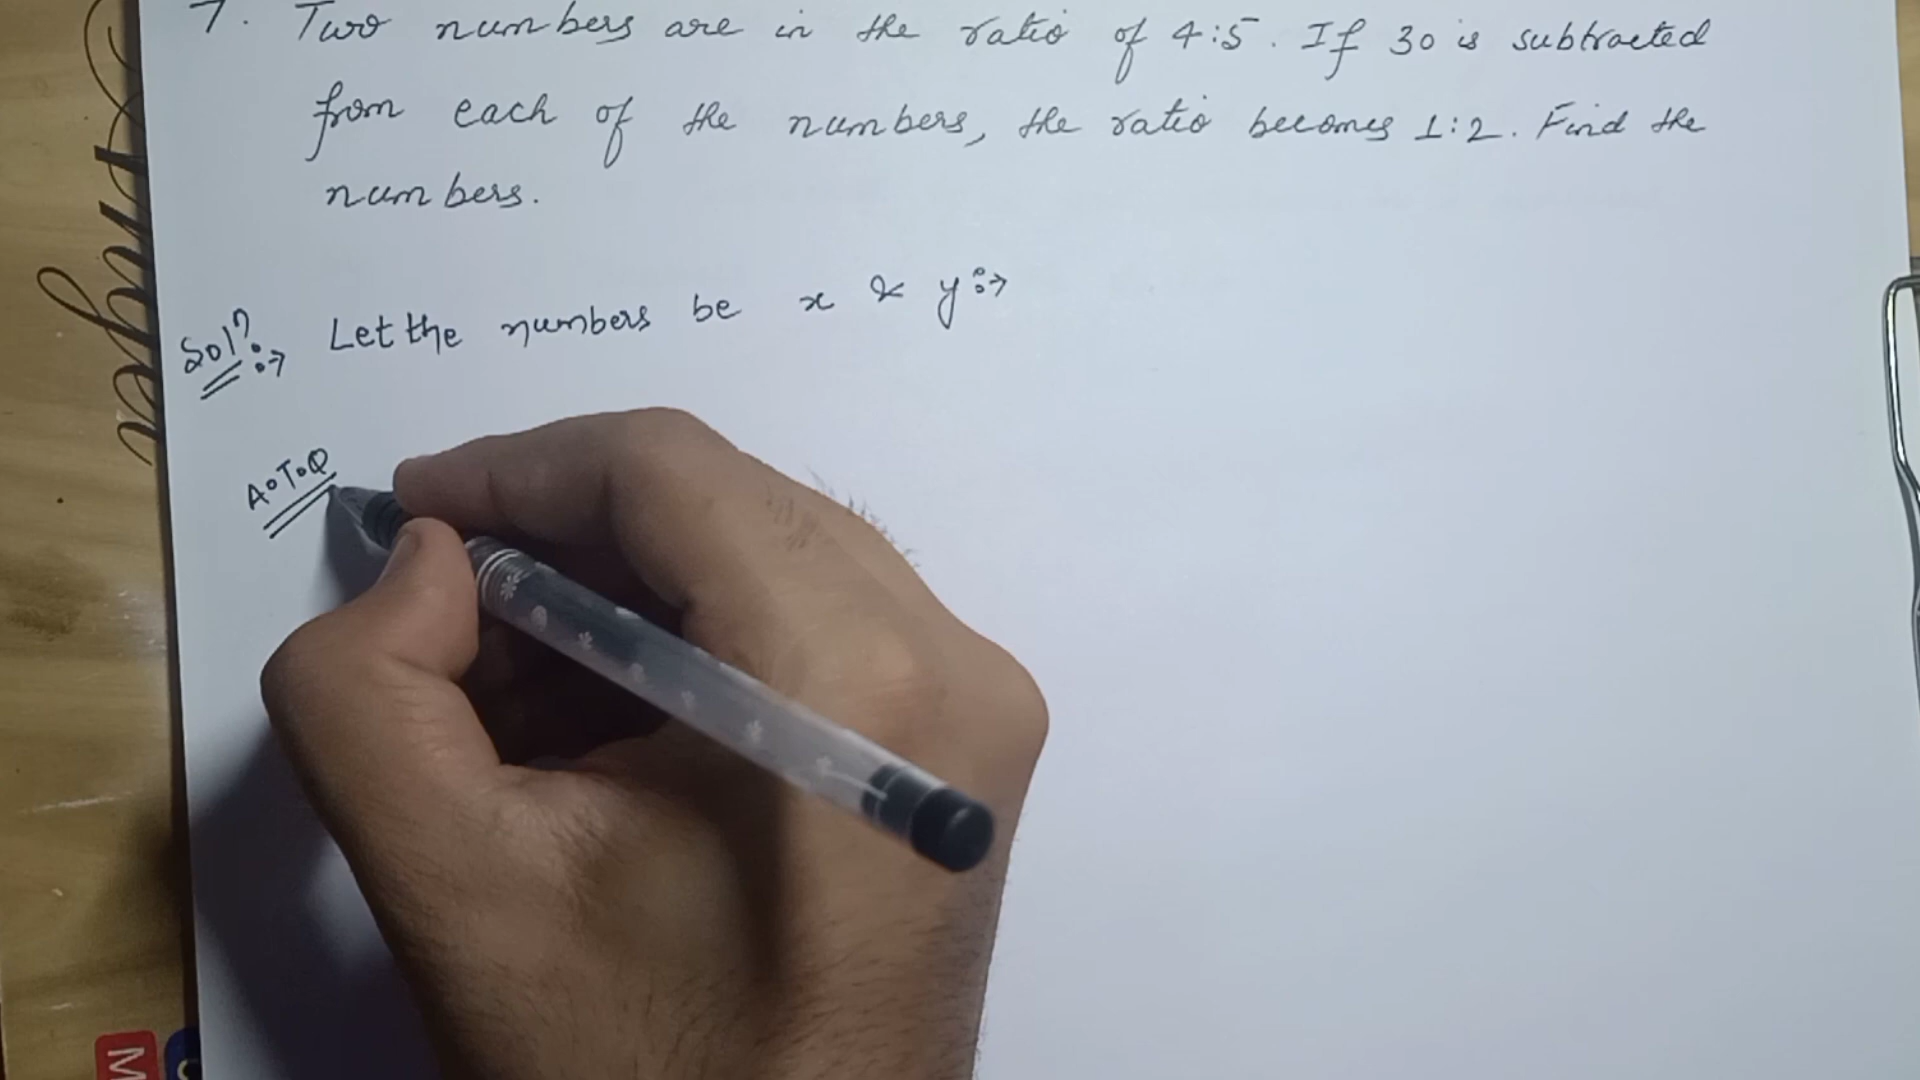 7. Two numbers are in the ratio of 4:5. If 30 is subtracted
from each of the numbers, the ratio becomes 1:2. Find the
numbers.
Soln:→ Let the numbers be x & y:→
A.T.Q
M